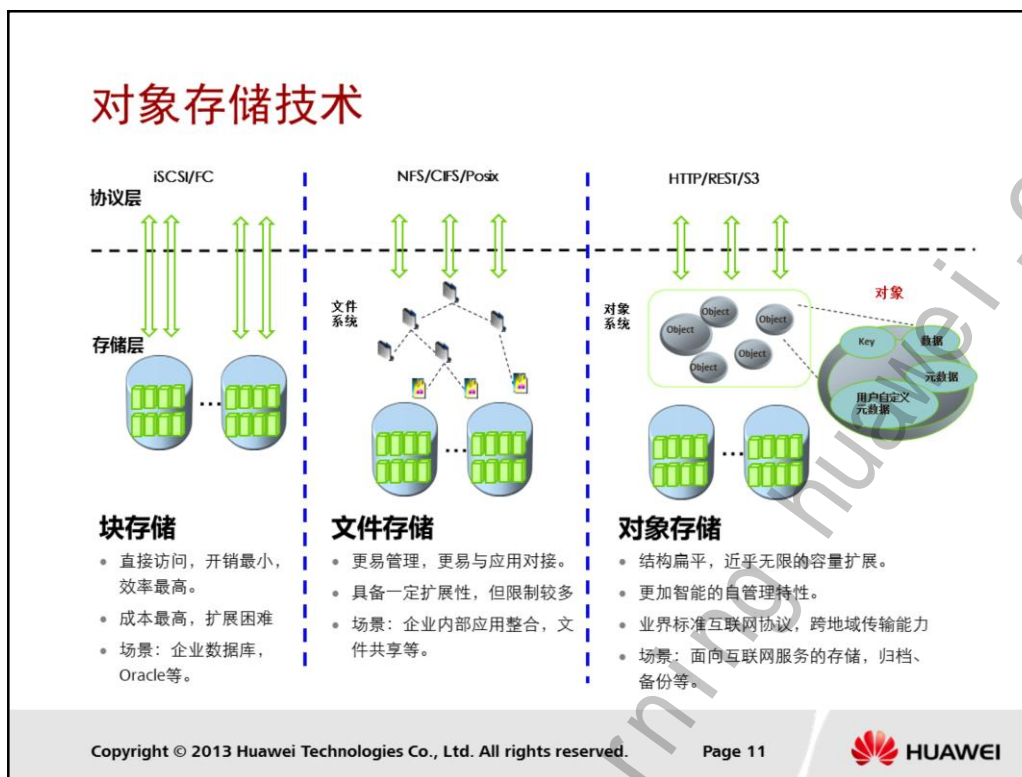 对象存储技术
iSCSI/FC
NFS/CIFS/Posix
HTTP/REST/S3
协议层
存储层
文件
系统
对象
系统
Object
Object
Object
Object
Object
对象
Key
数据
元数据
用户自定义
元数据
...
...
...
块存储
• 直接访问，开销最小，
效率最高。
• 成本最高，扩展困难
• 场景：企业数据库，
Oracle等。
文件存储
• 更易管理，更易与应用对接。
• 具备一定扩展性，但限制较多
• 场景：企业内部应用整合，文
件共享等。
对象存储
• 结构扁平，近乎无限的容量扩展。
• 更加智能的自管理特性。
• 业界标准互联网协议，跨地域传输能力
• 场景：面向互联网服务的存储，归档、
备份等。
rning.huawei.
Copyright © 2013 Huawei Technologies Co., Ltd. All rights reserved.
Page 11
HUAWEI